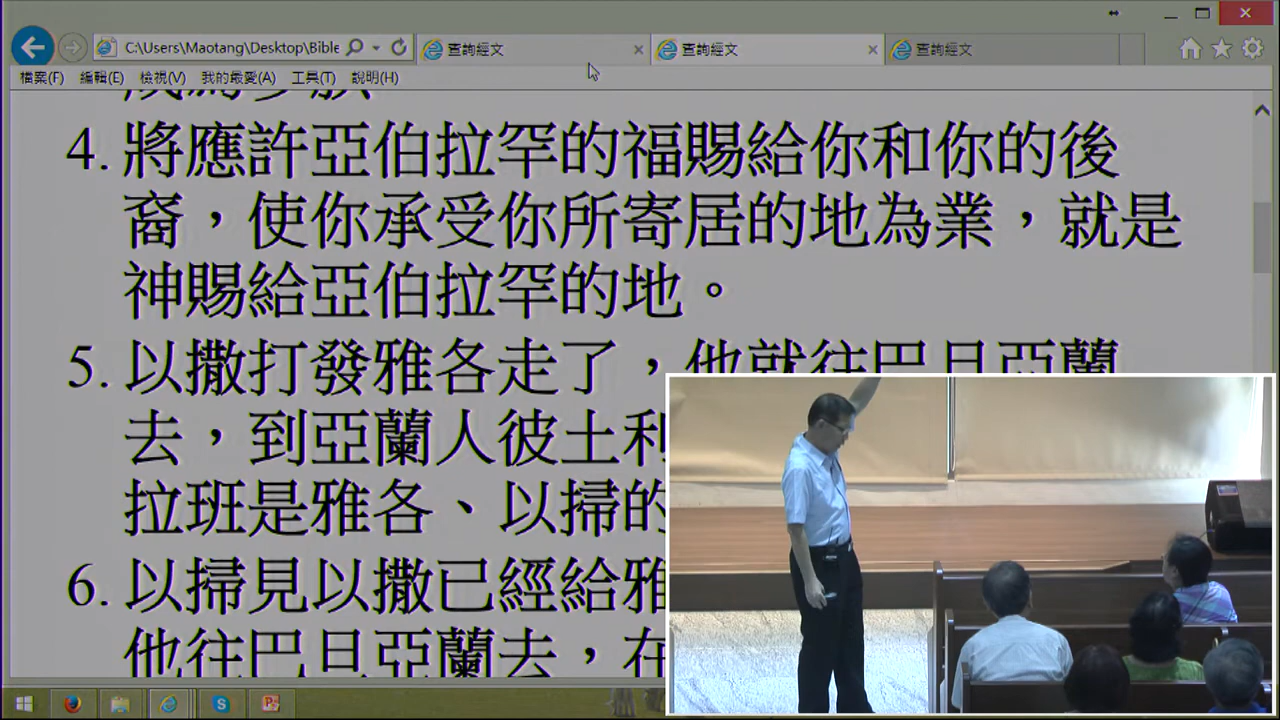 C:\Users\Maotang\Desktop\Bible
查詢經文
查詢經文
查詢經文
檔案(F) 編輯(E) 檢視(V) 我的最愛(A) 工具(T) 說明(H)
4. 將應許亞伯拉罕的福賜給你和你的後
裔，使你承受你所寄居的地為業，就是
神賜給亞伯拉罕的地。
5. 以撒打發雅各走了，他就往巴旦亞蘭
去，到亞蘭人彼土利
拉班是雅各、以掃的
6. 以掃見以撒已經給雅
他往巴旦亞蘭去，在